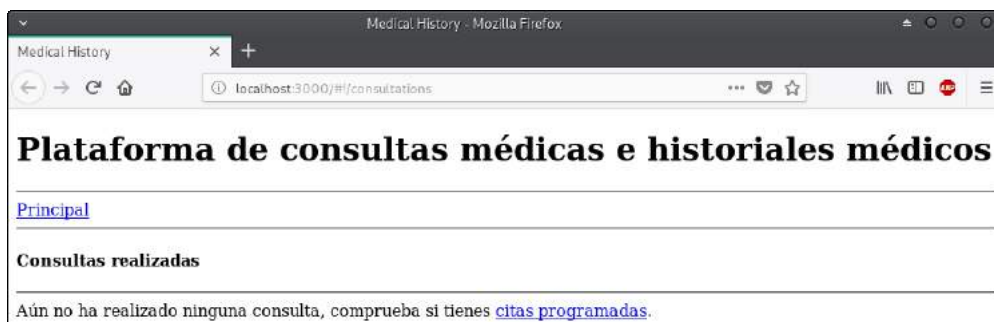 Medical History - Mozilla Firefox
Medical History
localhost:3000/#!/consultations
Plataforma de consultas médicas e historiales médicos
Principal
Consultas realizadas
Aún no ha realizado ninguna consulta, comprueba si tienes citas programadas.